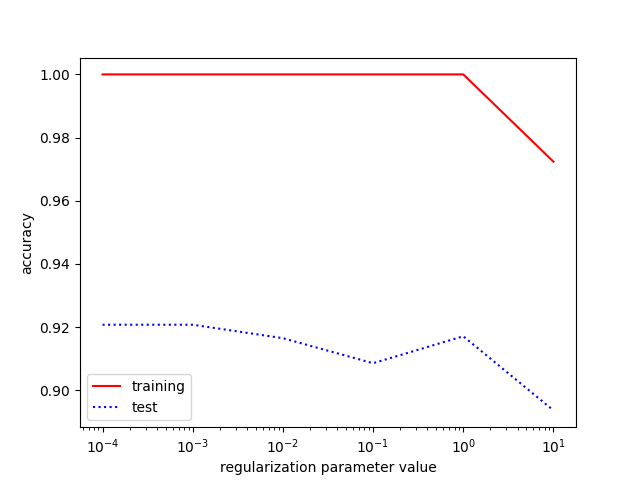 1.00
0.98
0.96
0.94
0.92
0.90
accuracy
training
test
10⁻⁴ 10⁻³ 10⁻² 10⁻¹ 10⁰ 10¹
regularization parameter value